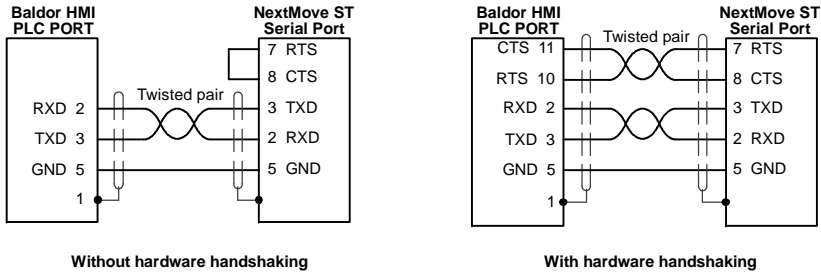 Baldor HMI
PLC PORT
NextMove ST
Serial Port
7 RTS
8 CTS
Twisted pair
RXD 2
3 TXD
TXD 3
2 RXD
GND 5
5 GND
1
Without hardware handshaking
Baldor HMI
PLC PORT
NextMove ST
Serial Port
CTS 11
Twisted pair
7 RTS
RTS 10
8 CTS
RXD 2
3 TXD
TXD 3
2 RXD
GND 5
5 GND
1
With hardware handshaking